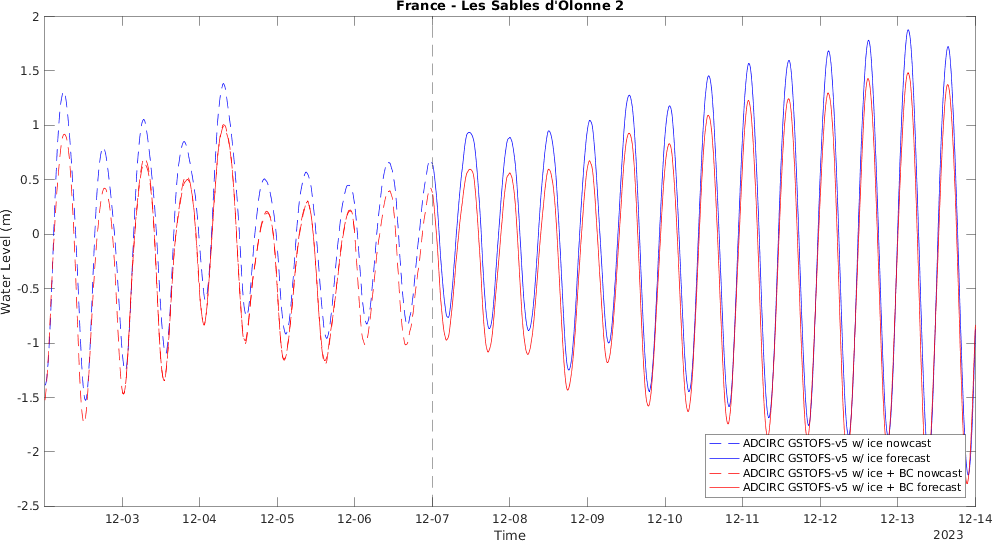 France - Les Sables d'Olonne 2
2
1.5
1
0.5
0
-0.5
-1
-1.5
-2
-2.5
Water Level (m)
12-03 12-04 12-05 12-06 12-07 12-08 12-09 12-10 12-11 12-12 12-13 12-14
Time
2023
ADCIRC GSTOFS-v5 w/ ice nowcast
ADCIRC GSTOFS-v5 w/ ice forecast
ADCIRC GSTOFS-v5 w/ ice + BC nowcast
ADCIRC GSTOFS-v5 w/ ice + BC forecast